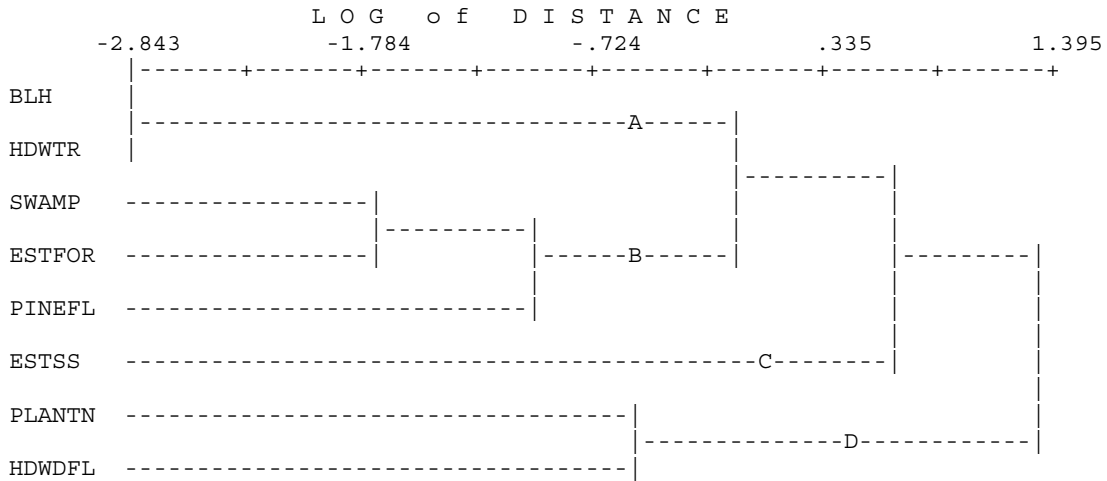 L O G o f D I S T A N C E
-2.843 -1.784 -.724 .335 1.395
BLH
A
HDWTR
SWAMP
ESTFOR B
PINEFL
ESTSS C
PLANTN
D
HDWDFL